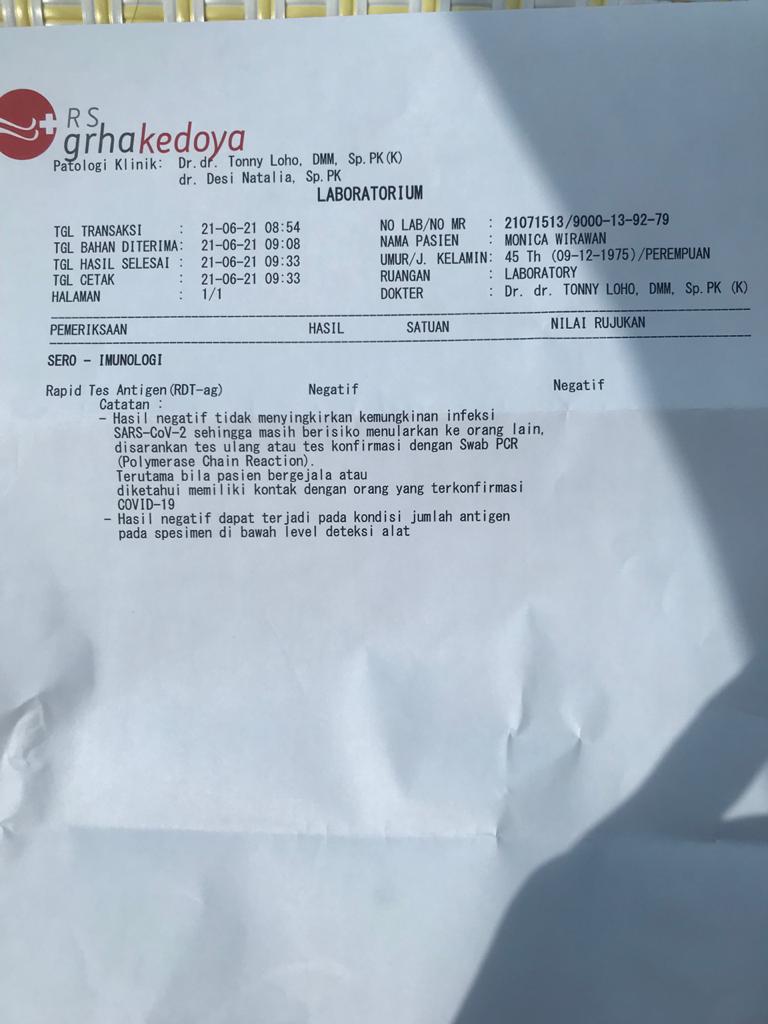 RS
grhakedoya
Patologi Klinik: Dr.dr. Tonny Loho, DMM, Sp.PK(K)
dr. Desi Natalia, Sp.PK
LABORATORIUM
TGL TRANSAKSI : 21-06-21 08:54 NO LAB/NO MR : 21071513/9000-13-92-79
TGL BAHAN DITERIMA: 21-06-21 09:08 NAMA PASIEN : MONICA WIRAWAN
TGL HASIL SELESAI : 21-06-21 09:33 UMUR/J. KELAMIN: 45 Th (09-12-1975)/PEREMPUAN
TGL CETAK : 21-06-21 09:33 RUANGAN : LABORATORY
HALAMAN : 1/1 DOKTER : Dr. dr. TONNY LOHO, DMM, Sp.PK (K)
PEMERIKSAAN HASIL SATUAN NILAI RUJUKAN
SERO - IMUNOLOGI
Rapid Tes Antigen(RDT-ag) Negatif Negatif
Catatan :
- Hasil negatif tidak menyingkirkan kemungkinan infeksi
SARS-CoV-2 sehingga masih berisiko menularkan ke orang lain,
disarankan tes ulang atau tes konfirmasi dengan Swab PCR
(Polymerase Chain Reaction).
Terutama bila pasien bergejala atau
diketahui memiliki kontak dengan orang yang terkonfirmasi
COVID-19
- Hasil negatif dapat terjadi pada kondisi jumlah antigen
pada spesimen di bawah level deteksi alat